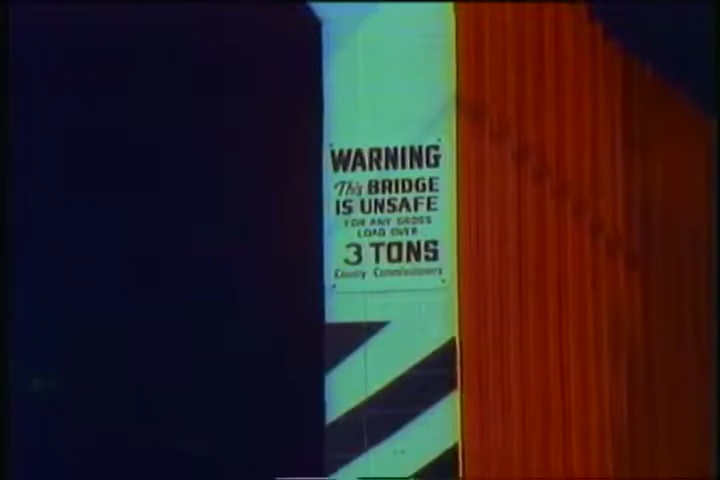 WARNING
This BRIDGE
IS UNSAFE
FOR ANY GROSS
LOAD OVER
3 TONS
County Commissioners